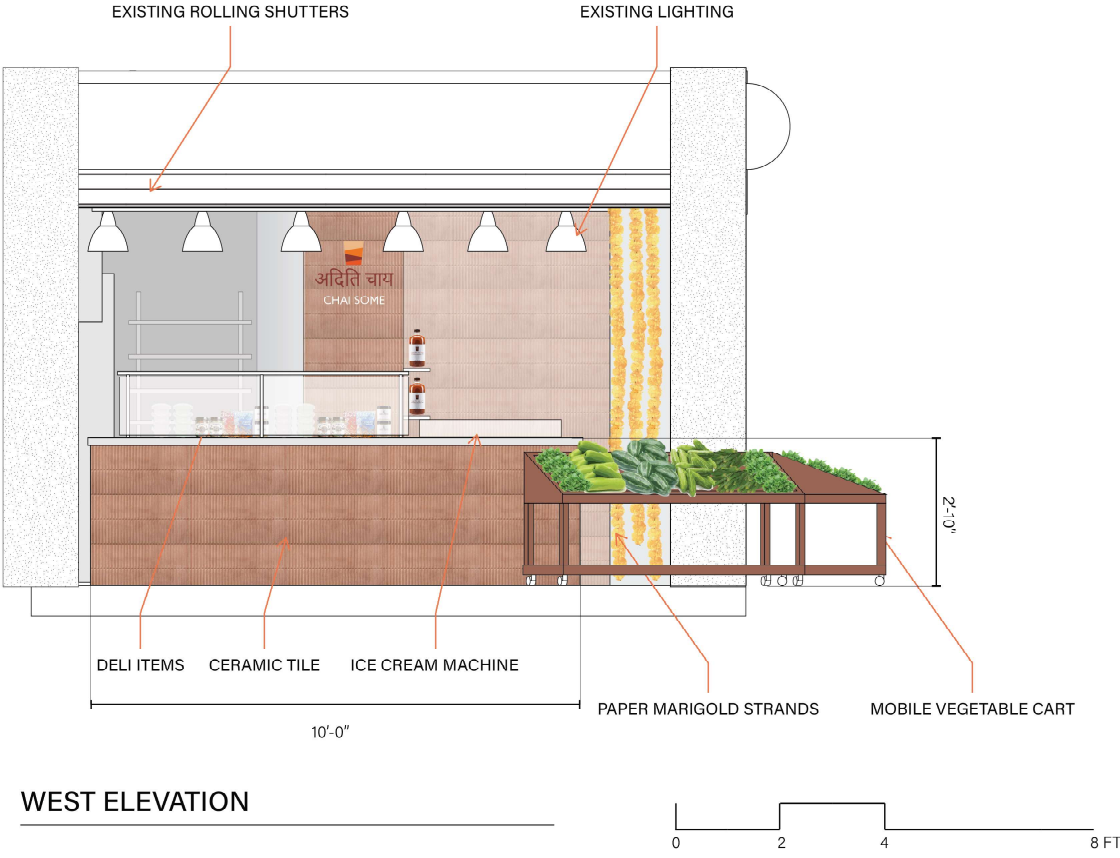 EXISTING ROLLING SHUTTERS
EXISTING LIGHTING
अदिति चाय
CHAI SOME
2'-10"
DELI ITEMS
CERAMIC TILE
ICE CREAM MACHINE
PAPER MARIGOLD STRANDS
MOBILE VEGETABLE CART
10'-0"
WEST ELEVATION
0 2 4 8 FT